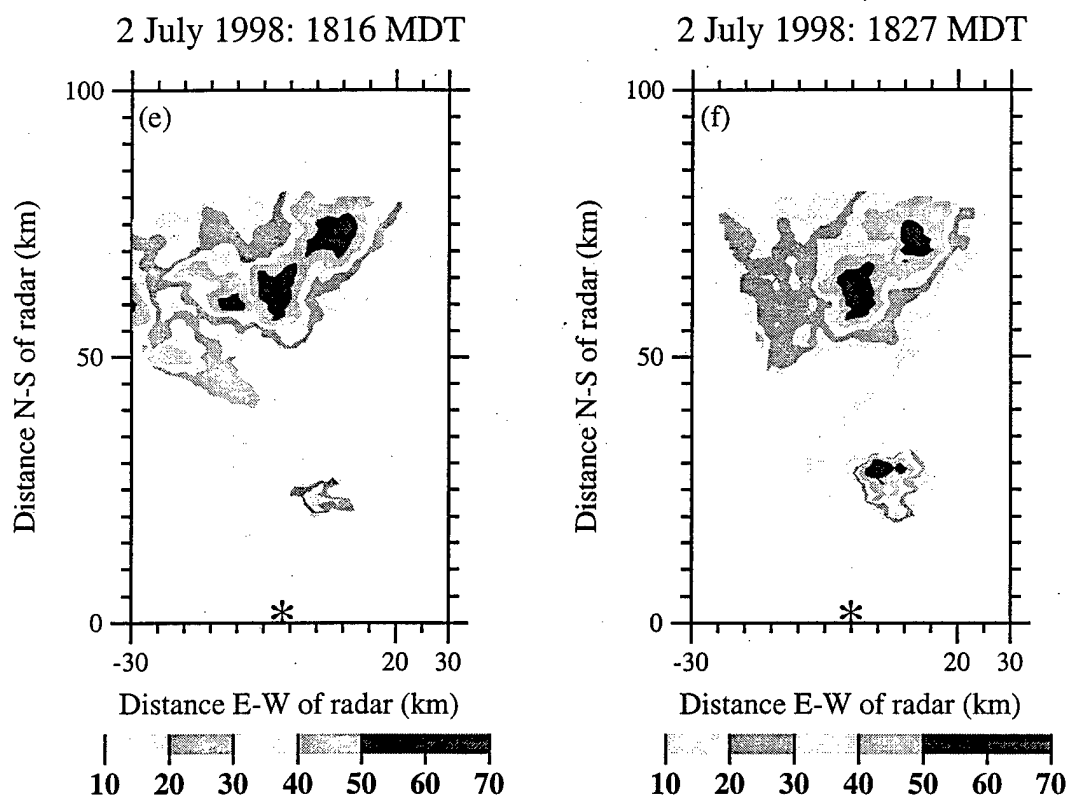 2 July 1998: 1816 MDT
(e)
100
50
0
Distance N-S of radar (km)
*
-30 20 30
Distance E-W of radar (km)
10 20 30 40 50 60 70
2 July 1998: 1827 MDT
(f)
100
50
0
Distance N-S of radar (km)
*
-30 20 30
Distance E-W of radar (km)
10 20 30 40 50 60 70